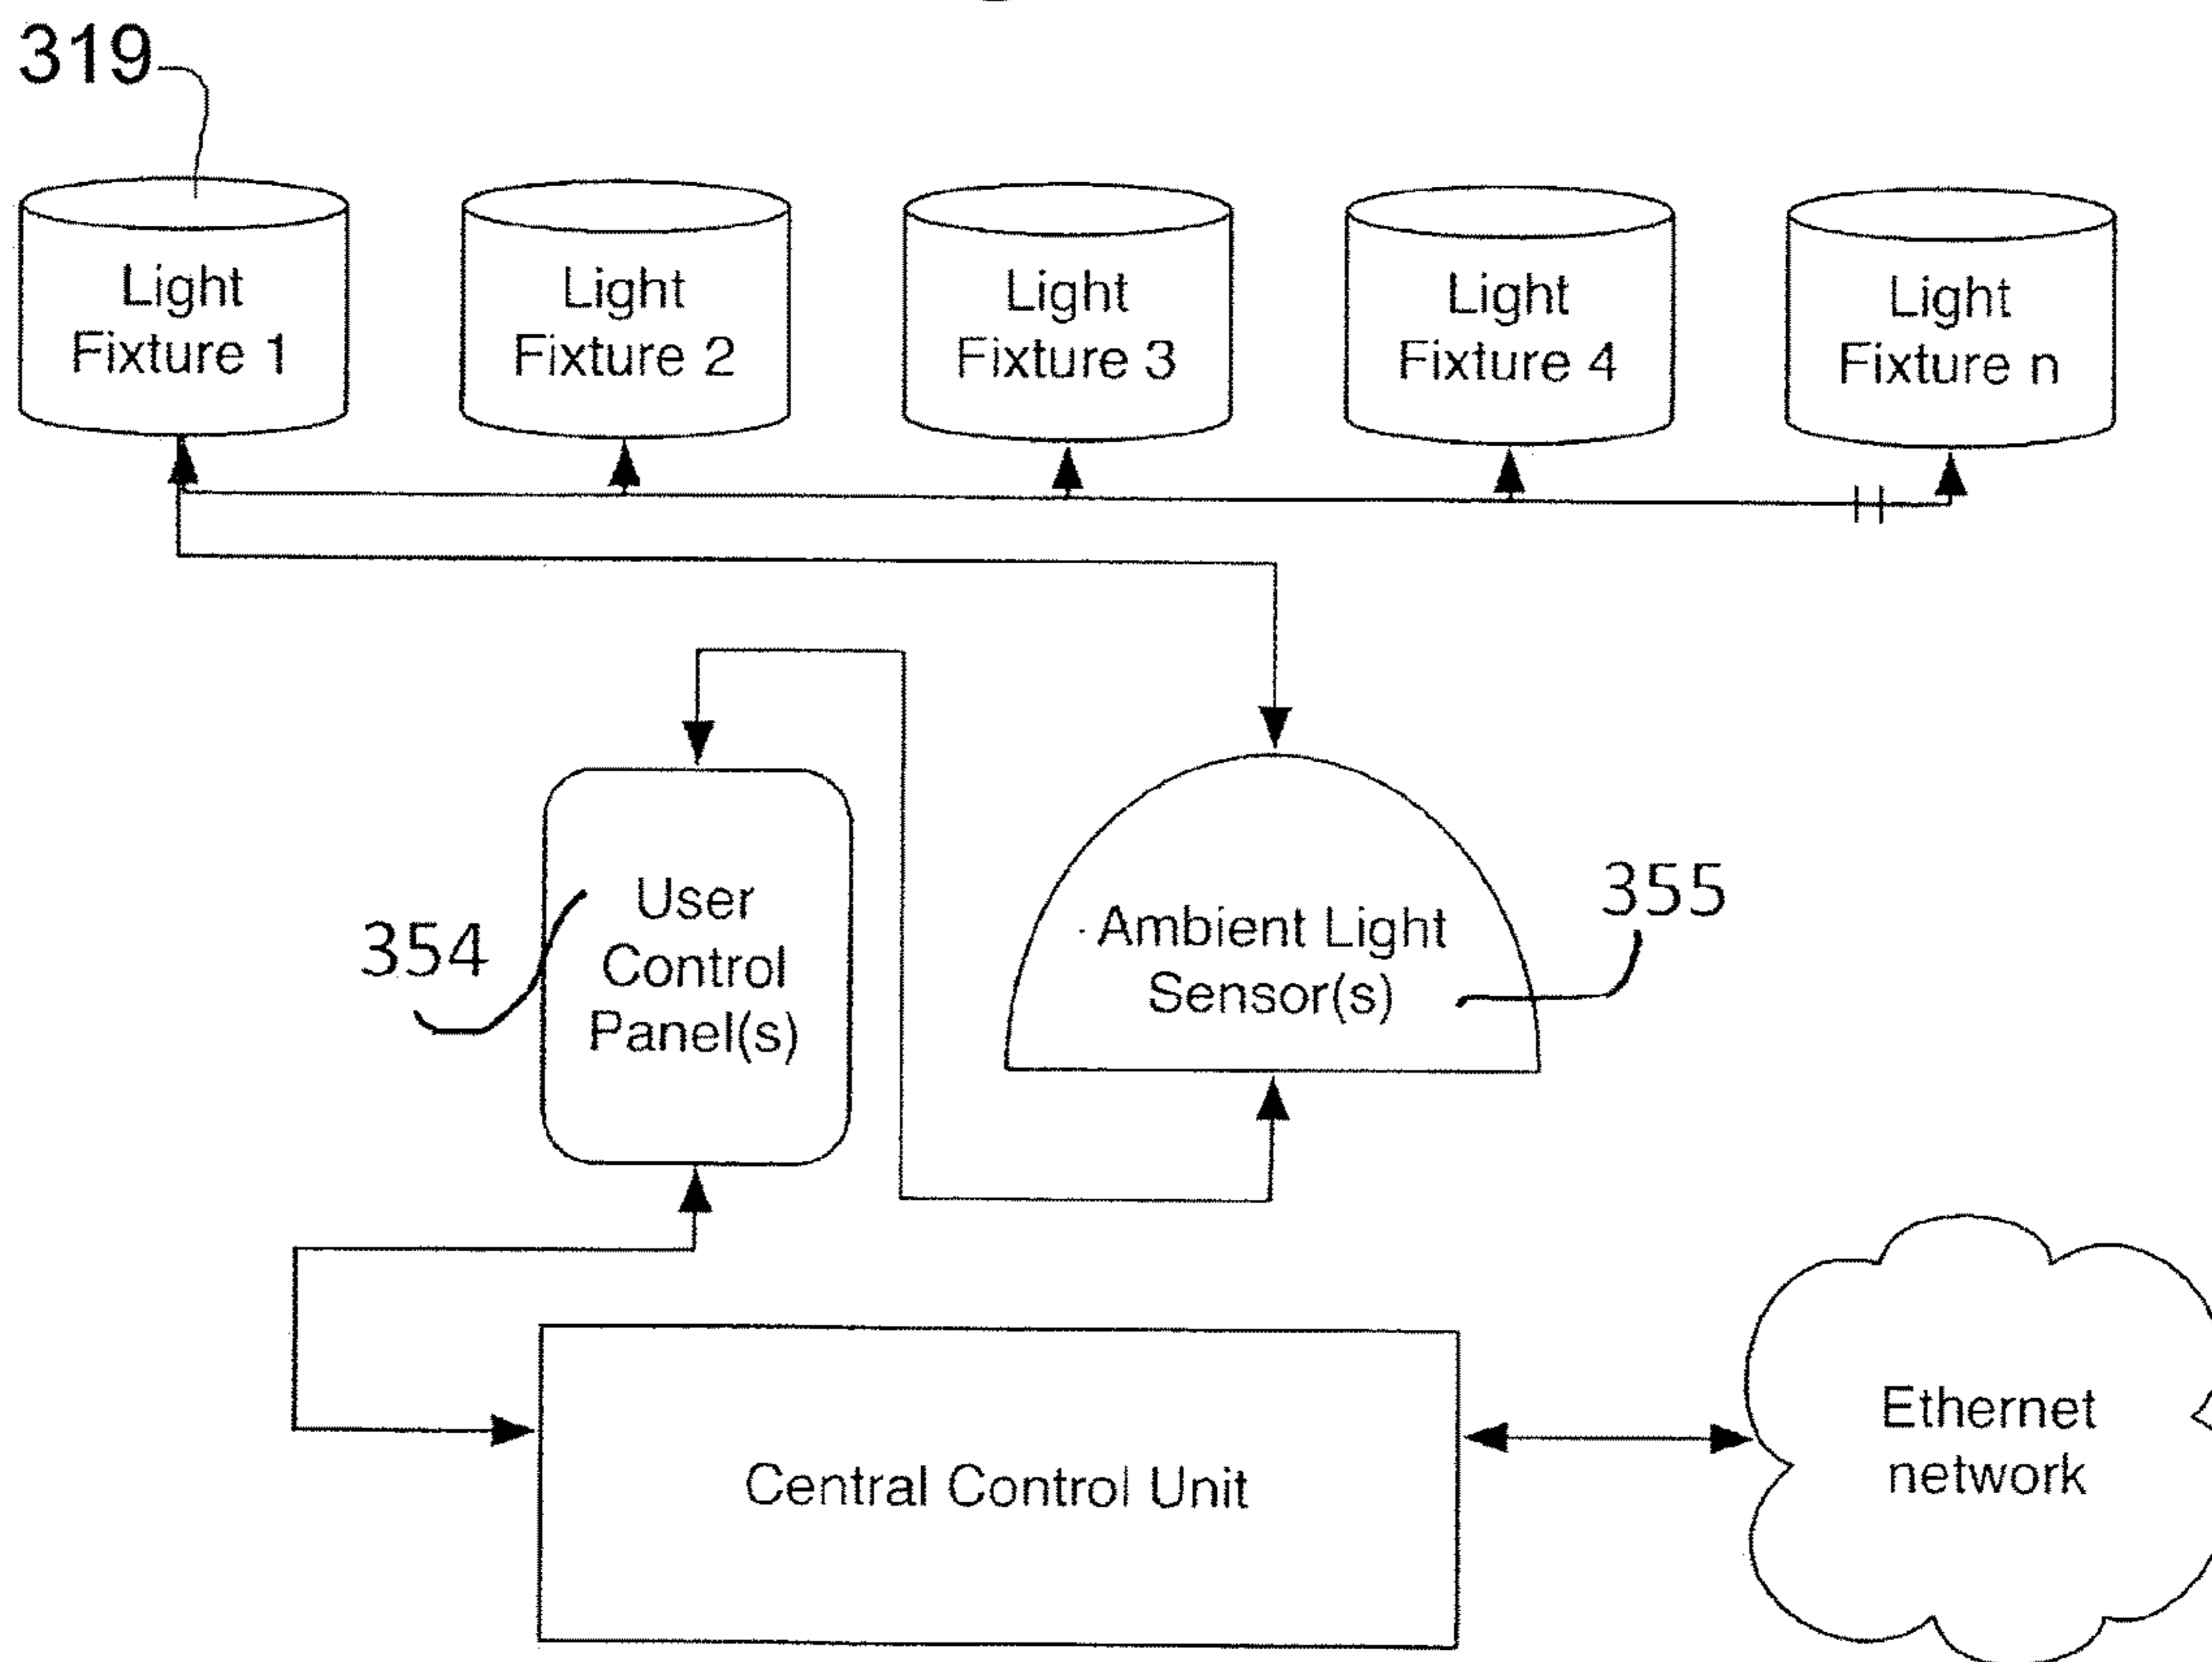 319
Light
Fixture 1
Light
Fixture 2
Light
Fixture 3
Light
Fixture 4
Light
Fixture n
354
User
Control
Panel(s)
Ambient Light
Sensor(s)
355
Central Control Unit
Ethernet
network